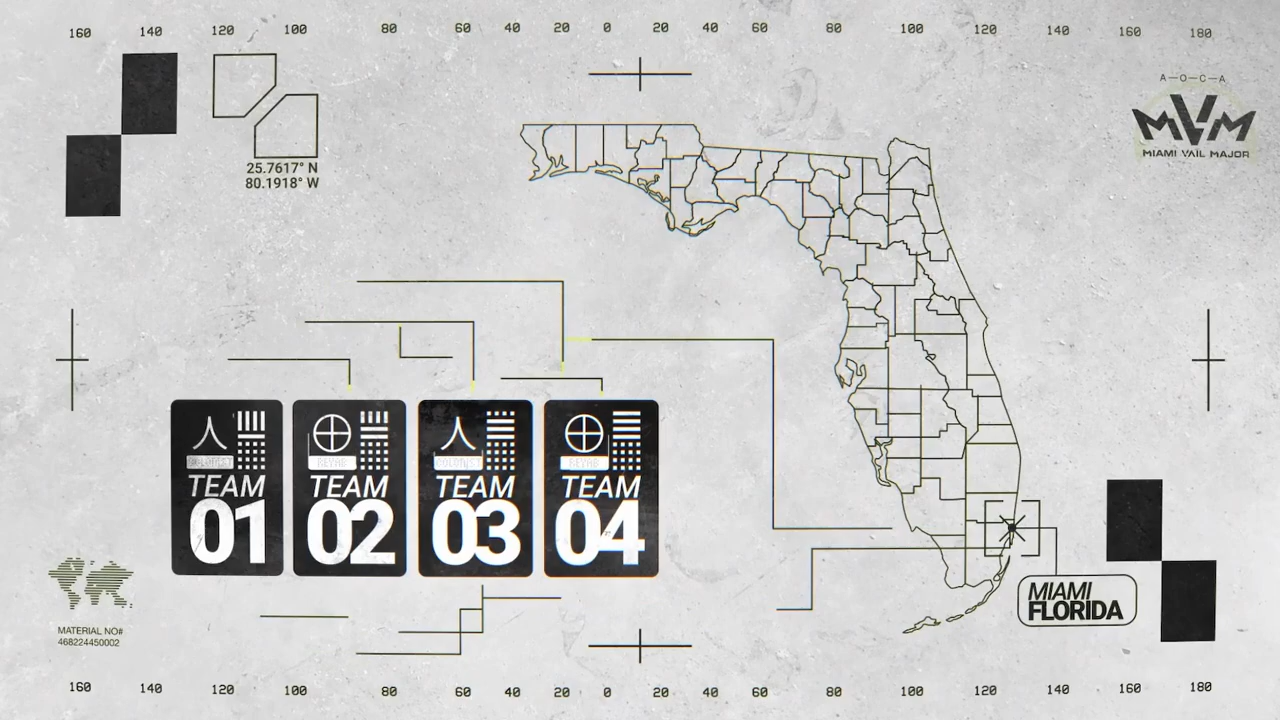 160 140 120 100 80 60 40 20 0 20 40 60 80 100 120 140 160 180
A—O—C—A
MVM
MIAMI VAIL MAJOR
25.7617° N
80.1918° W
TEAM
01
TEAM
02
TEAM
03
TEAM
04
MIAMI
FLORIDA
MATERIAL NO#
468224450002
160 140 120 100 80 60 40 20 0 20 40 60 80 100 120 140 160 180